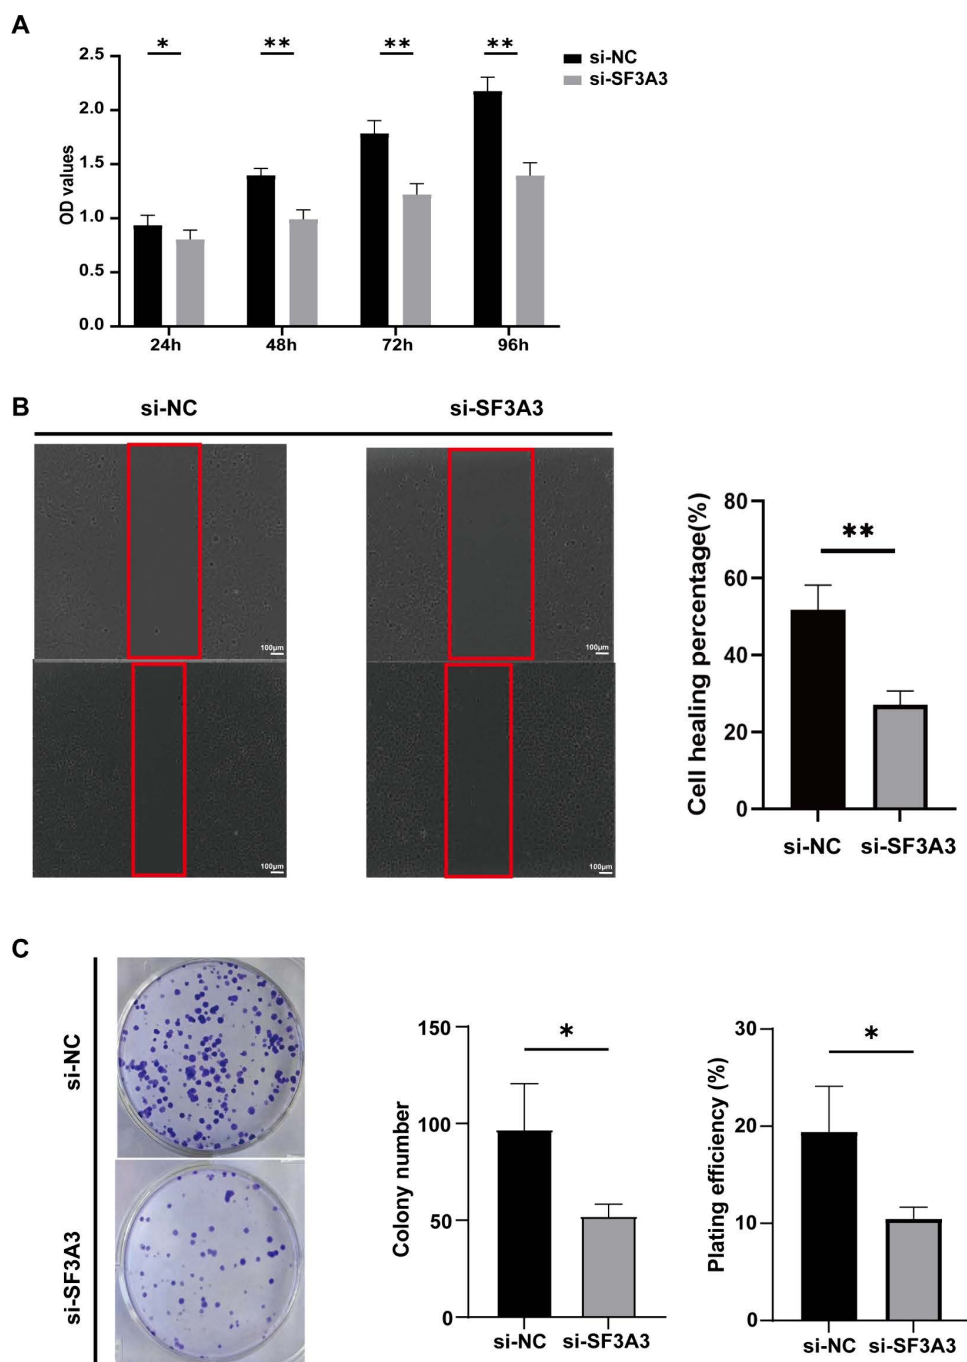 A
* ** ** **
si-NC
si-SF3A3
2.5
2.0
1.5
1.0
0.5
0.0
OD values
24h 48h 72h 96h
B
si-NC si-SF3A3
100μm 100μm
100μm 100μm
Cell healing percentage(%)
80
60
40
20
0
**
si-NC si-SF3A3
C
si-NC
si-SF3A3
Colony number
150
100
50
0
*
si-NC si-SF3A3
Plating efficiency (%)
30
20
10
0
*
si-NC si-SF3A3